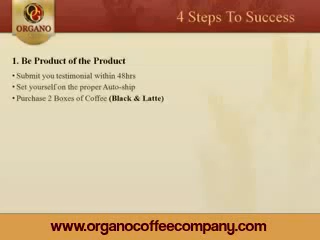 4 Steps To Success
ORGANO
1. Be Product of the Product
• Submit you testimonial within 48hrs
• Set yourself on the proper Auto-ship
• Purchase 2 Boxes of Coffee (Black & Latte)
www.organocoffeecompany.com